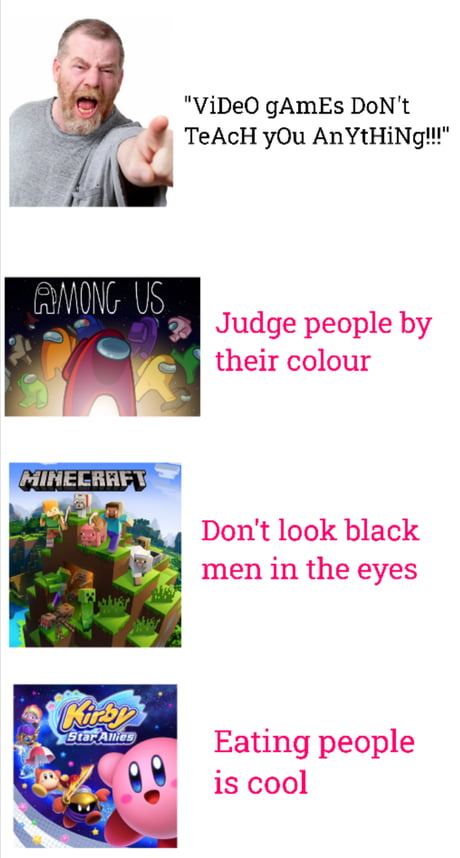 "ViDeO gAmEs DoN't
TeAcH yOu AnYtHiNg!!!"
AMONG US
Judge people by
their colour
MINECRAFT
Don't look black
men in the eyes
Kirby
Star Allies
Eating people
is cool